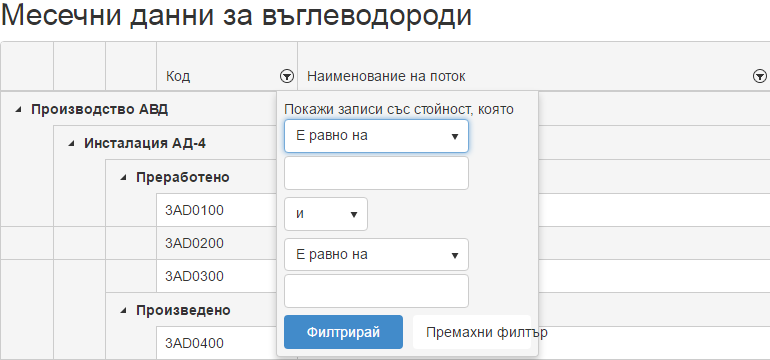 Месечни данни за въглеводороди
Код Наименование на поток
Производство АВД
Покажи записи със стойност, която
Е равно на
Инсталация АД-4
Преработено
3AD0100
и
3AD0200
Е равно на
3AD0300
Произведено
Филтрирай Премахни филтър
3AD0400